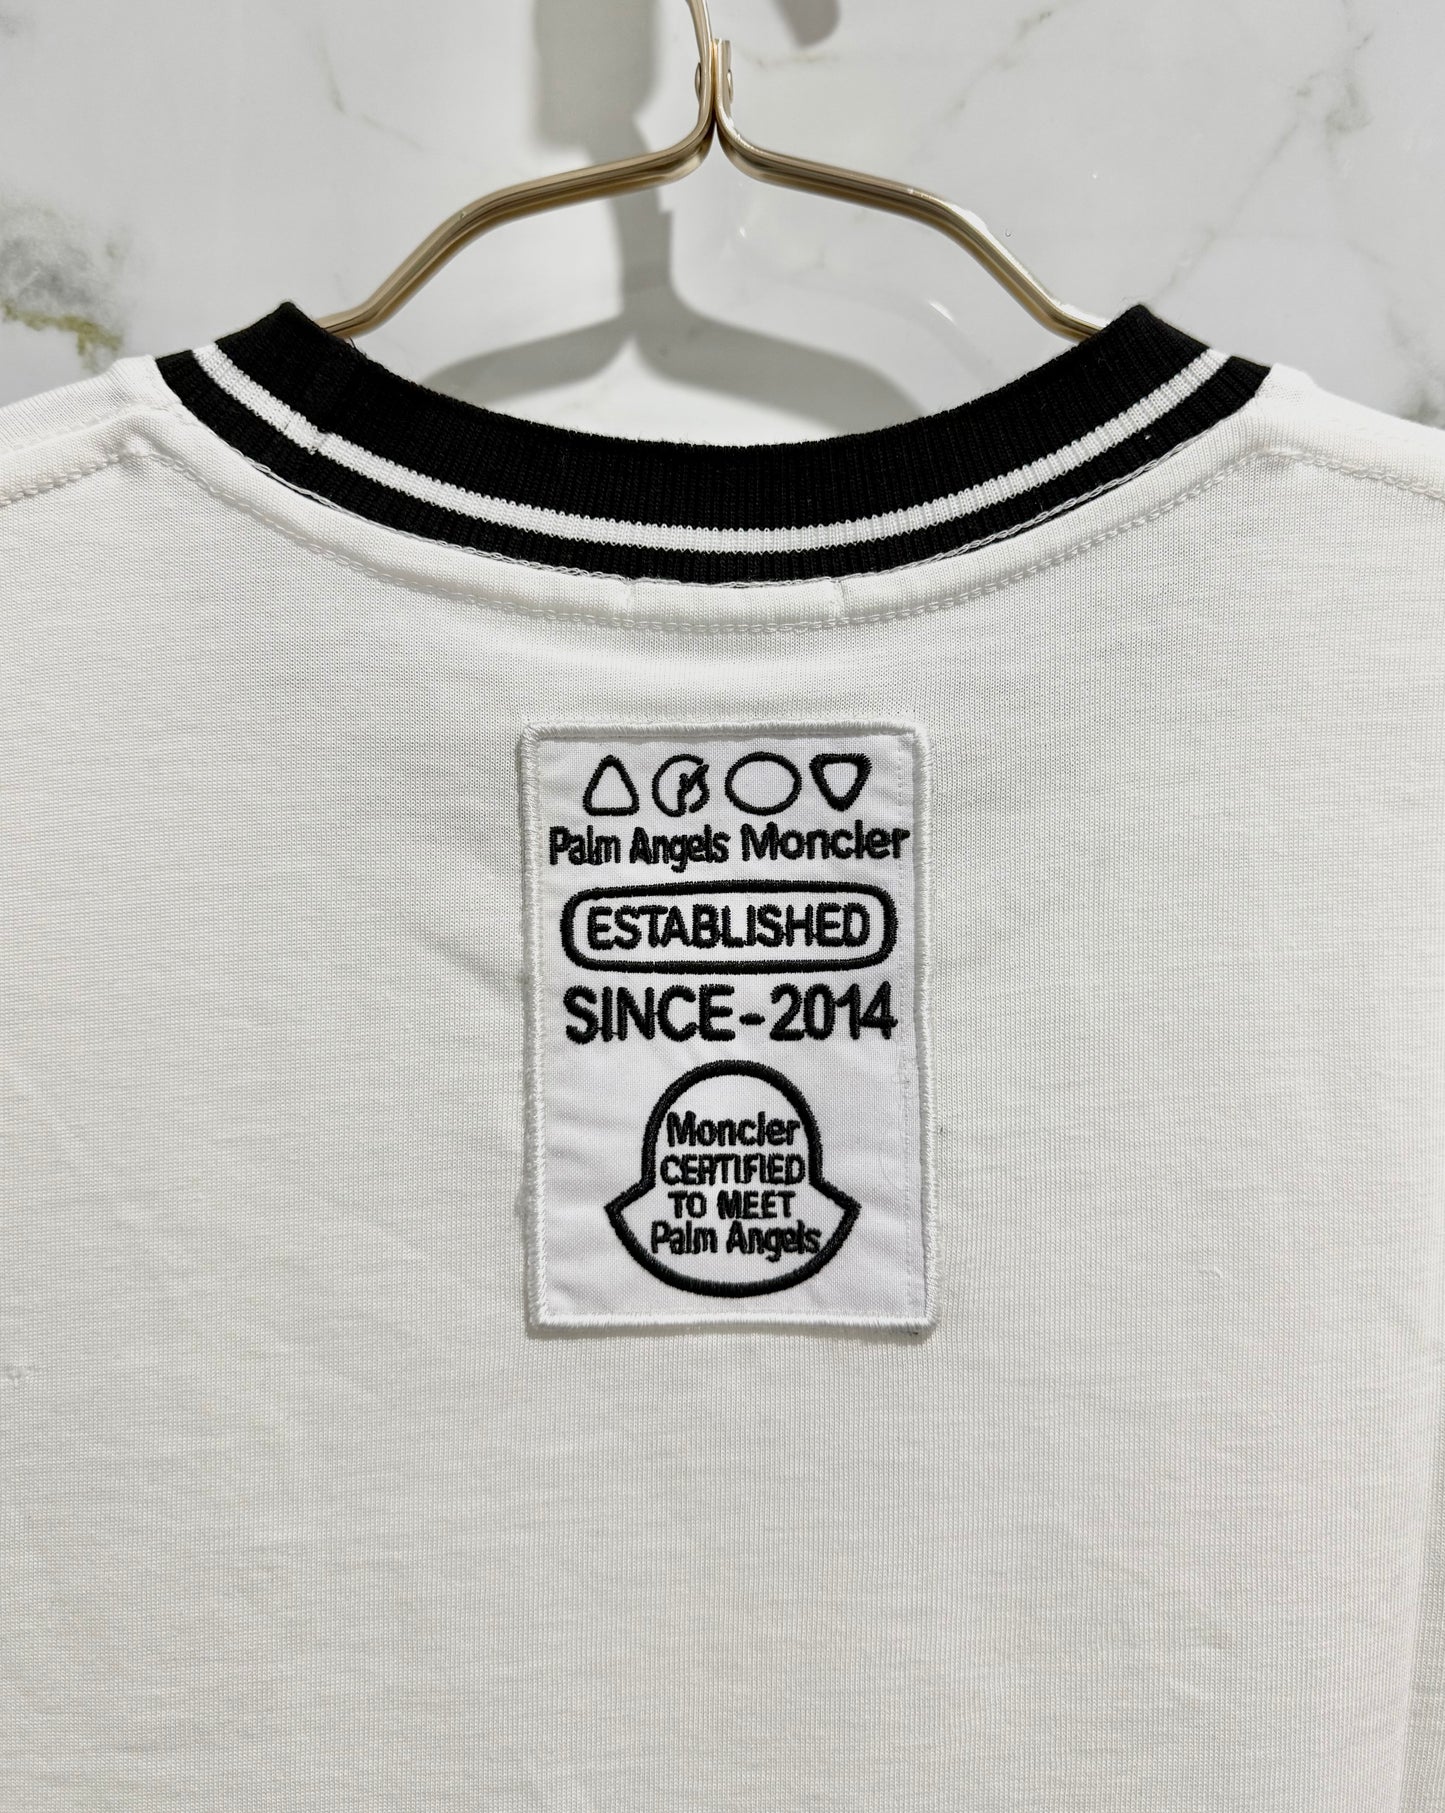 Palm Angels Moncler
ESTABLISHED
SINCE-2014
Moncler
CERTIFIED
TO MEET
Palm Angels